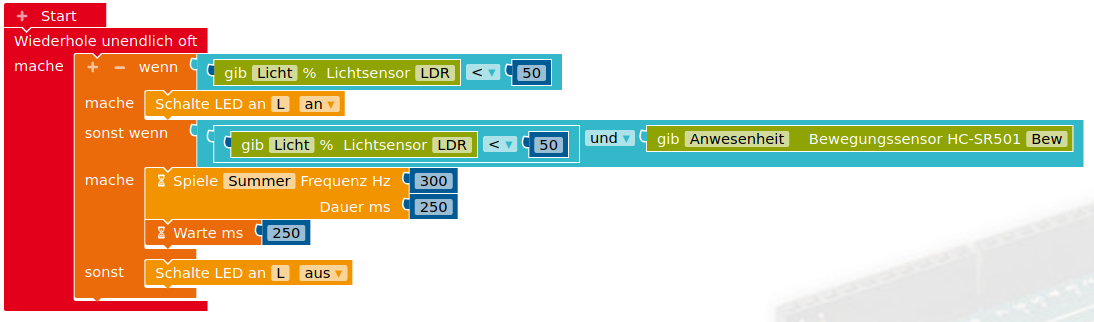 + Start
Wiederhole unendlich oft
mache + − wenn gib Licht % Lichtsensor LDR < 50
mache Schalte LED an L an
sonst wenn gib Licht % Lichtsensor LDR < 50 und gib Anwesenheit Bewegungssensor HC-SR501 Bew
mache Spiele Summer Frequenz Hz 300
Dauer ms 250
Warte ms 250
sonst Schalte LED an L aus